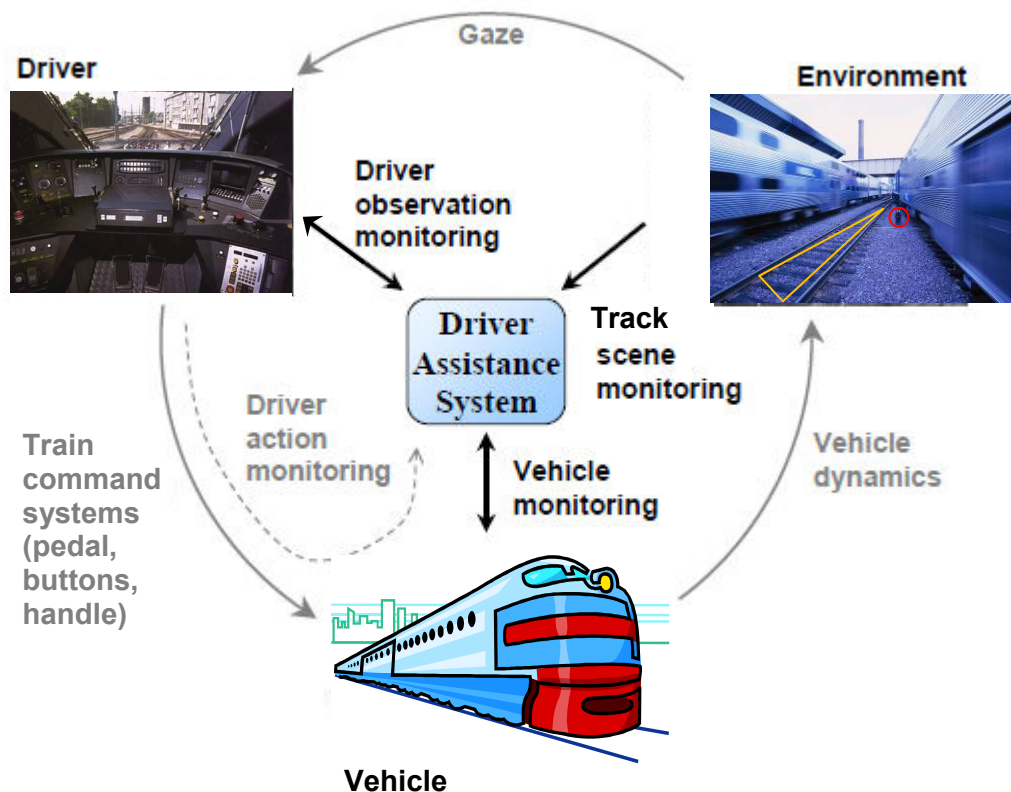 Gaze
Driver
Environment
Driver
observation
monitoring
Driver
Assistance
System
Track
scene
monitoring
Driver
action
monitoring
Train
command
systems
(pedal,
buttons,
handle)
Vehicle
monitoring
Vehicle
dynamics
Vehicle